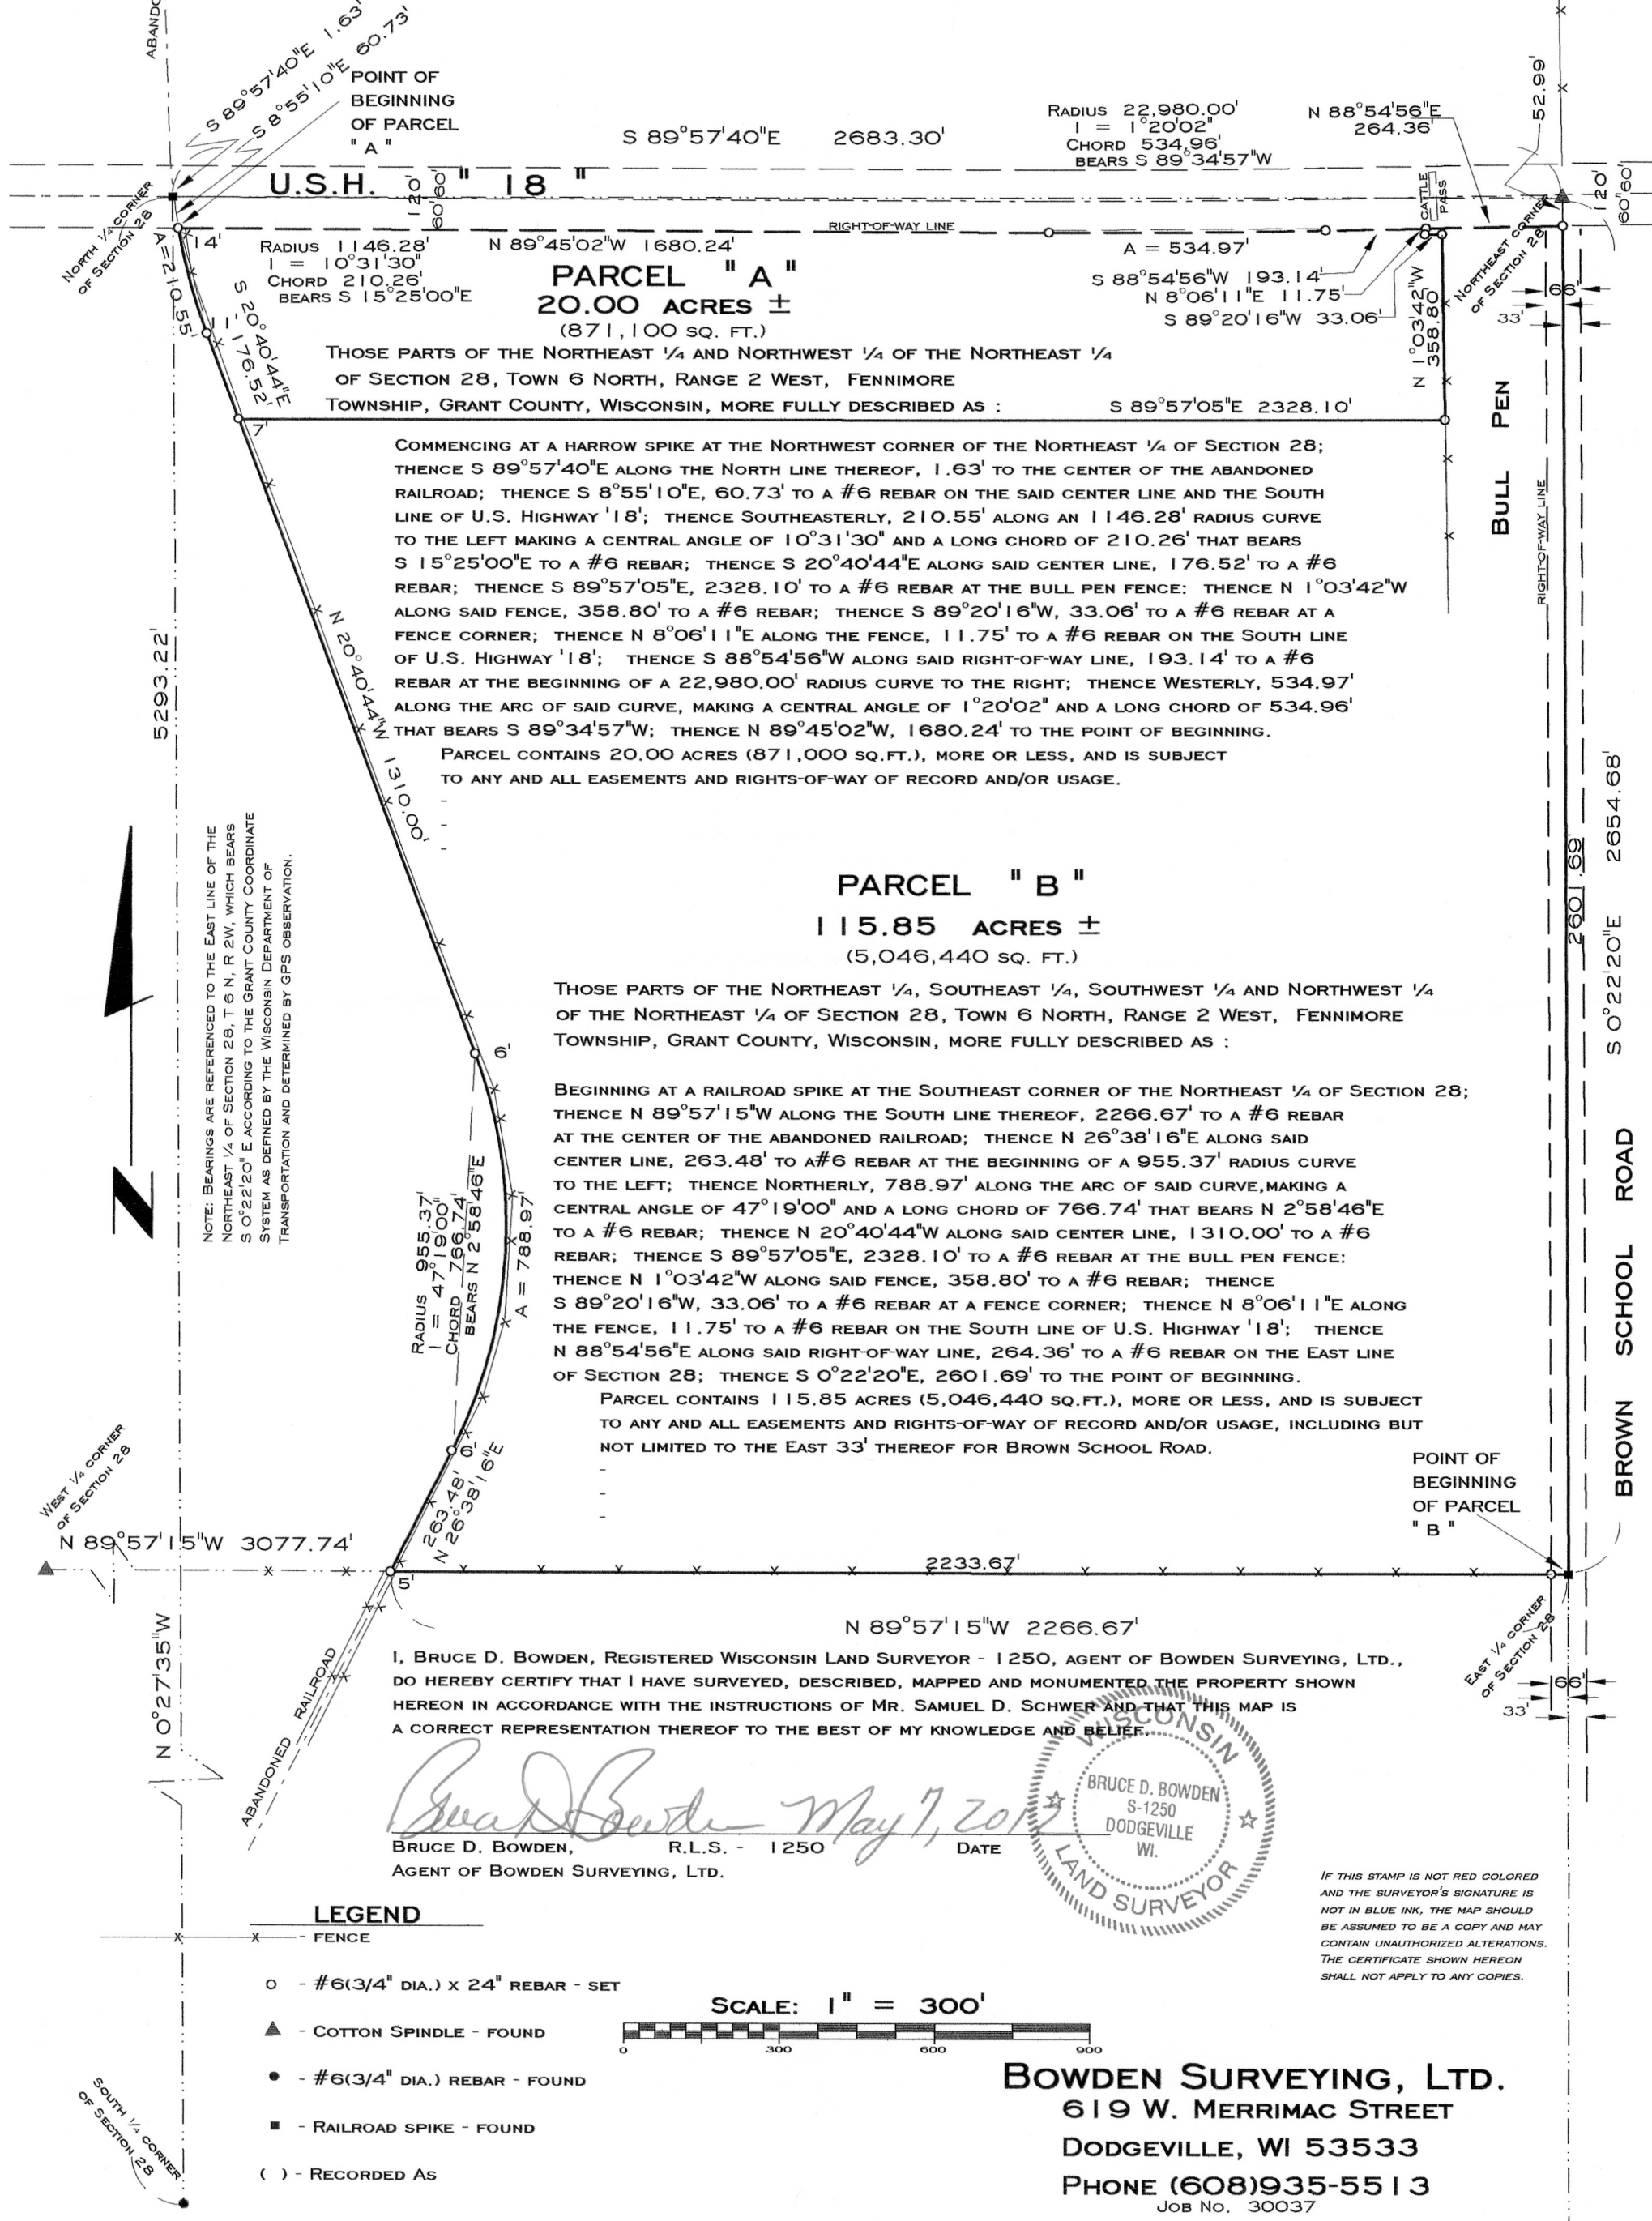 ABANDO
S 89°57'40"E 1.63'
S 8°55'10"E 60.73'
POINT OF
BEGINNING
OF PARCEL
" A "
S 89°57'40"E 2683.30'
RADIUS 22,980.00'
I = 1°20'02"
CHORD 534.96'
BEARS S 89°34'57"W
N 88°54'56"E
264.36'
52.99'
NORTH 1/4 CORNER
OF SECTION 28
U.S.H. " 18 "
120'
60' 60'
RIGHT-OF-WAY LINE
CATTLE
PASS
NORTHEAST CORNER
OF SECTION 28
120'
60' 60'
14'
A=210.55'
RADIUS 1146.28'
I = 10°31'30"
CHORD 210.26'
BEARS S 15°25'00"E
N 89°45'02"W 1680.24'
A = 534.97'
S 88°54'56"W 193.14'
N 8°06'11"E 11.75'
S 89°20'16"W 33.06'
N 1°03'42"W
358.80'
66'
33'
PARCEL "A"
20.00 ACRES ±
(871,100 SQ. FT.)
11'
S 20°40'44"E
176.52'
THOSE PARTS OF THE NORTHEAST 1/4 AND NORTHWEST 1/4 OF THE NORTHEAST 1/4
OF SECTION 28, TOWN 6 NORTH, RANGE 2 WEST, FENNIMORE
TOWNSHIP, GRANT COUNTY, WISCONSIN, MORE FULLY DESCRIBED AS :
S 89°57'05"E 2328.10'
7'
BULL PEN
RIGHT-OF-WAY LINE
COMMENCING AT A HARROW SPIKE AT THE NORTHWEST CORNER OF THE NORTHEAST 1/4 OF SECTION 28;
THENCE S 89°57'40"E ALONG THE NORTH LINE THEREOF, 1.63' TO THE CENTER OF THE ABANDONED
RAILROAD; THENCE S 8°55'10"E, 60.73' TO A #6 REBAR ON THE SAID CENTER LINE AND THE SOUTH
LINE OF U.S. HIGHWAY '18'; THENCE SOUTHEASTERLY, 210.55' ALONG AN 1146.28' RADIUS CURVE
TO THE LEFT MAKING A CENTRAL ANGLE OF 10°31'30" AND A LONG CHORD OF 210.26' THAT BEARS
S 15°25'00"E TO A #6 REBAR; THENCE S 20°40'44"E ALONG SAID CENTER LINE, 176.52' TO A #6
REBAR; THENCE S 89°57'05"E, 2328.10' TO A #6 REBAR AT THE BULL PEN FENCE: THENCE N 1°03'42"W
ALONG SAID FENCE, 358.80' TO A #6 REBAR; THENCE S 89°20'16"W, 33.06' TO A #6 REBAR AT A
FENCE CORNER; THENCE N 8°06'11"E ALONG THE FENCE, 11.75' TO A #6 REBAR ON THE SOUTH LINE
OF U.S. HIGHWAY '18'; THENCE S 88°54'56"W ALONG SAID RIGHT-OF-WAY LINE, 193.14' TO A #6
REBAR AT THE BEGINNING OF A 22,980.00' RADIUS CURVE TO THE RIGHT; THENCE WESTERLY, 534.97'
ALONG THE ARC OF SAID CURVE, MAKING A CENTRAL ANGLE OF 1°20'02" AND A LONG CHORD OF 534.96'
THAT BEARS S 89°34'57"W; THENCE N 89°45'02"W, 1680.24' TO THE POINT OF BEGINNING.
PARCEL CONTAINS 20.00 ACRES (871,000 SQ.FT.), MORE OR LESS, AND IS SUBJECT
TO ANY AND ALL EASEMENTS AND RIGHTS-OF-WAY OF RECORD AND/OR USAGE.
5293.22'
N 20°40'44"W 1310.00'
NOTE: BEARINGS ARE REFERENCED TO THE EAST LINE OF THE
NORTHEAST 1/4 OF SECTION 28, T 6 N, R 2W, WHICH BEARS
S 0°22'20" E ACCORDING TO THE GRANT COUNTY COORDINATE
SYSTEM AS DEFINED BY THE WISCONSIN DEPARTMENT OF
TRANSPORTATION AND DETERMINED BY GPS OBSERVATION.
N
PARCEL "B"
115.85 ACRES ±
(5,046,440 SQ. FT.)
2601.69'
S 0°22'20"E 2654.68'
BROWN SCHOOL ROAD
THOSE PARTS OF THE NORTHEAST 1/4, SOUTHEAST 1/4, SOUTHWEST 1/4 AND NORTHWEST 1/4
OF THE NORTHEAST 1/4 OF SECTION 28, TOWN 6 NORTH, RANGE 2 WEST, FENNIMORE
TOWNSHIP, GRANT COUNTY, WISCONSIN, MORE FULLY DESCRIBED AS :
6'
RADIUS 955.37'
I = 47°19'00"
CHORD 766.74'
BEARS N 2°58'46"E
A = 788.97'
BEGINNING AT A RAILROAD SPIKE AT THE SOUTHEAST CORNER OF THE NORTHEAST 1/4 OF SECTION 28;
THENCE N 89°57'15"W ALONG THE SOUTH LINE THEREOF, 2266.67' TO A #6 REBAR
AT THE CENTER OF THE ABANDONED RAILROAD; THENCE N 26°38'16"E ALONG SAID
CENTER LINE, 263.48' TO A#6 REBAR AT THE BEGINNING OF A 955.37' RADIUS CURVE
TO THE LEFT; THENCE NORTHERLY, 788.97' ALONG THE ARC OF SAID CURVE,MAKING A
CENTRAL ANGLE OF 47°19'00" AND A LONG CHORD OF 766.74' THAT BEARS N 2°58'46"E
TO A #6 REBAR; THENCE N 20°40'44"W ALONG SAID CENTER LINE, 1310.00' TO A #6
REBAR; THENCE S 89°57'05"E, 2328.10' TO A #6 REBAR AT THE BULL PEN FENCE:
THENCE N 1°03'42"W ALONG SAID FENCE, 358.80' TO A #6 REBAR; THENCE
S 89°20'16"W, 33.06' TO A #6 REBAR AT A FENCE CORNER; THENCE N 8°06'11"E ALONG
THE FENCE, 11.75' TO A #6 REBAR ON THE SOUTH LINE OF U.S. HIGHWAY '18'; THENCE
N 88°54'56"E ALONG SAID RIGHT-OF-WAY LINE, 264.36' TO A #6 REBAR ON THE EAST LINE
OF SECTION 28; THENCE S 0°22'20"E, 2601.69' TO THE POINT OF BEGINNING.
PARCEL CONTAINS 115.85 ACRES (5,046,440 SQ.FT.), MORE OR LESS, AND IS SUBJECT
TO ANY AND ALL EASEMENTS AND RIGHTS-OF-WAY OF RECORD AND/OR USAGE, INCLUDING BUT
NOT LIMITED TO THE EAST 33' THEREOF FOR BROWN SCHOOL ROAD.
6'
263.48'
N 26°38'16"E
WEST 1/4 CORNER
OF SECTION 28
N 89°57'15"W 3077.74'
5'
2233.67'
POINT OF
BEGINNING
OF PARCEL
" B "
N 89°57'15"W 2266.67'
EAST 1/4 CORNER
OF SECTION 28
66'
33'
N 0°27'35"W
ABANDONED RAILROAD
I, BRUCE D. BOWDEN, REGISTERED WISCONSIN LAND SURVEYOR - 1250, AGENT OF BOWDEN SURVEYING, LTD.,
DO HEREBY CERTIFY THAT I HAVE SURVEYED, DESCRIBED, MAPPED AND MONUMENTED THE PROPERTY SHOWN
HEREON IN ACCORDANCE WITH THE INSTRUCTIONS OF MR. SAMUEL D. SCHWER AND THAT THIS MAP IS
A CORRECT REPRESENTATION THEREOF TO THE BEST OF MY KNOWLEDGE AND BELIEF.
Bruce D Bowden May 7, 2012
BRUCE D. BOWDEN, R.L.S. - 1250 DATE
AGENT OF BOWDEN SURVEYING, LTD.
WISCONSIN
BRUCE D. BOWDEN
S-1250
DODGEVILLE
WI.
LAND SURVEYOR
IF THIS STAMP IS NOT RED COLORED
AND THE SURVEYOR'S SIGNATURE IS
NOT IN BLUE INK, THE MAP SHOULD
BE ASSUMED TO BE A COPY AND MAY
CONTAIN UNAUTHORIZED ALTERATIONS.
THE CERTIFICATE SHOWN HEREON
SHALL NOT APPLY TO ANY COPIES.
LEGEND
- FENCE
- #6(3/4" DIA.) X 24" REBAR - SET
- COTTON SPINDLE - FOUND
- #6(3/4" DIA.) REBAR - FOUND
- RAILROAD SPIKE - FOUND
( ) - RECORDED AS
SCALE: 1" = 300'
0 300 600 900
SOUTH 1/4 CORNER
OF SECTION 28
BOWDEN SURVEYING, LTD.
619 W. MERRIMAC STREET
DODGEVILLE, WI 53533
PHONE (608)935-5513
JOB NO. 30037